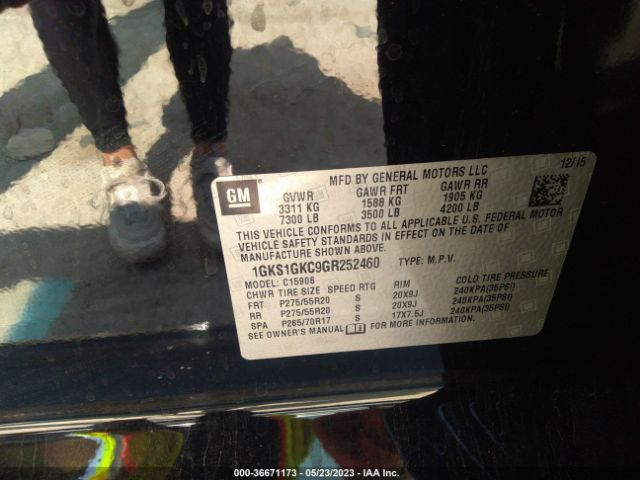 MFD BY GENERAL MOTORS LLC 12/15
GM GVWR GAWR FRT GAWR RR
3311 KG 1588 KG 1905 KG
7300 LB 3500 LB 4200 LB
THIS VEHICLE CONFORMS TO ALL APPLICABLE U.S. FEDERAL MOTOR
VEHICLE SAFETY STANDARDS IN EFFECT ON THE DATE OF
MANUFACTURE SHOWN ABOVE.
1GKS1GKC9GR252460 TYPE: M.P.V.
MODEL: C15906
CHWR TIRE SIZE SPEED RTG RIM COLD TIRE PRESSURE
FRT P275/55R20 S 20X9J 240KPA(35PSI)
RR P275/55R20 S 20X9J 240KPA(35PSI)
SPA P265/70R17 S 17X7.5J 240KPA(35PSI)
SEE OWNER'S MANUAL FOR MORE INFORMATION.
000-36671173 - 05/23/2023 - IAA Inc.